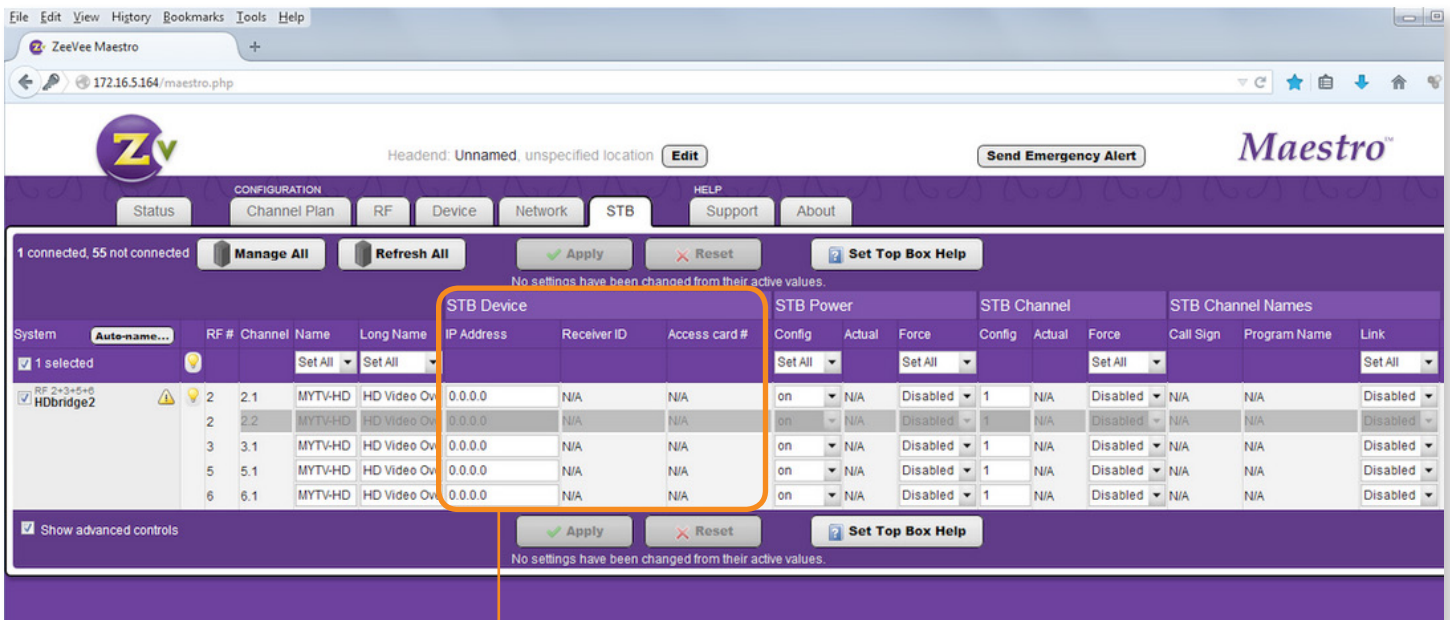 File Edit View History Bookmarks Tools Help
ZeeVee Maestro
172.16.5.164/maestro.php
Zv
Headend: Unnamed, unspecified location Edit Send Emergency Alert Maestro™
CONFIGURATION HELP
Status Channel Plan RF Device Network STB Support About
1 connected, 55 not connected Manage All Refresh All Apply Reset Set Top Box Help
No settings have been changed from their active values.
STB Device STB Power STB Channel STB Channel Names
System Auto-name... RF # Channel Name Long Name IP Address Receiver ID Access card # Config Actual Force Config Actual Force Call Sign Program Name Link
1 selected Set All Set All Set All Set All Set All Set All
RF 2+3+5+6
HDbridge2 2 2.1 MYTV-HD HD Video Ove 0.0.0.0 N/A N/A on N/A Disabled 1 N/A Disabled N/A N/A Disabled
2 2.2 MYTV-HD HD Video Ove 0.0.0.0 N/A N/A on N/A Disabled 1 N/A Disabled N/A N/A Disabled
3 3.1 MYTV-HD HD Video Ove 0.0.0.0 N/A N/A on N/A Disabled 1 N/A Disabled N/A N/A Disabled
5 5.1 MYTV-HD HD Video Ove 0.0.0.0 N/A N/A on N/A Disabled 1 N/A Disabled N/A N/A Disabled
6 6.1 MYTV-HD HD Video Ove 0.0.0.0 N/A N/A on N/A Disabled 1 N/A Disabled N/A N/A Disabled
Show advanced controls Apply Reset Set Top Box Help
No settings have been changed from their active values.